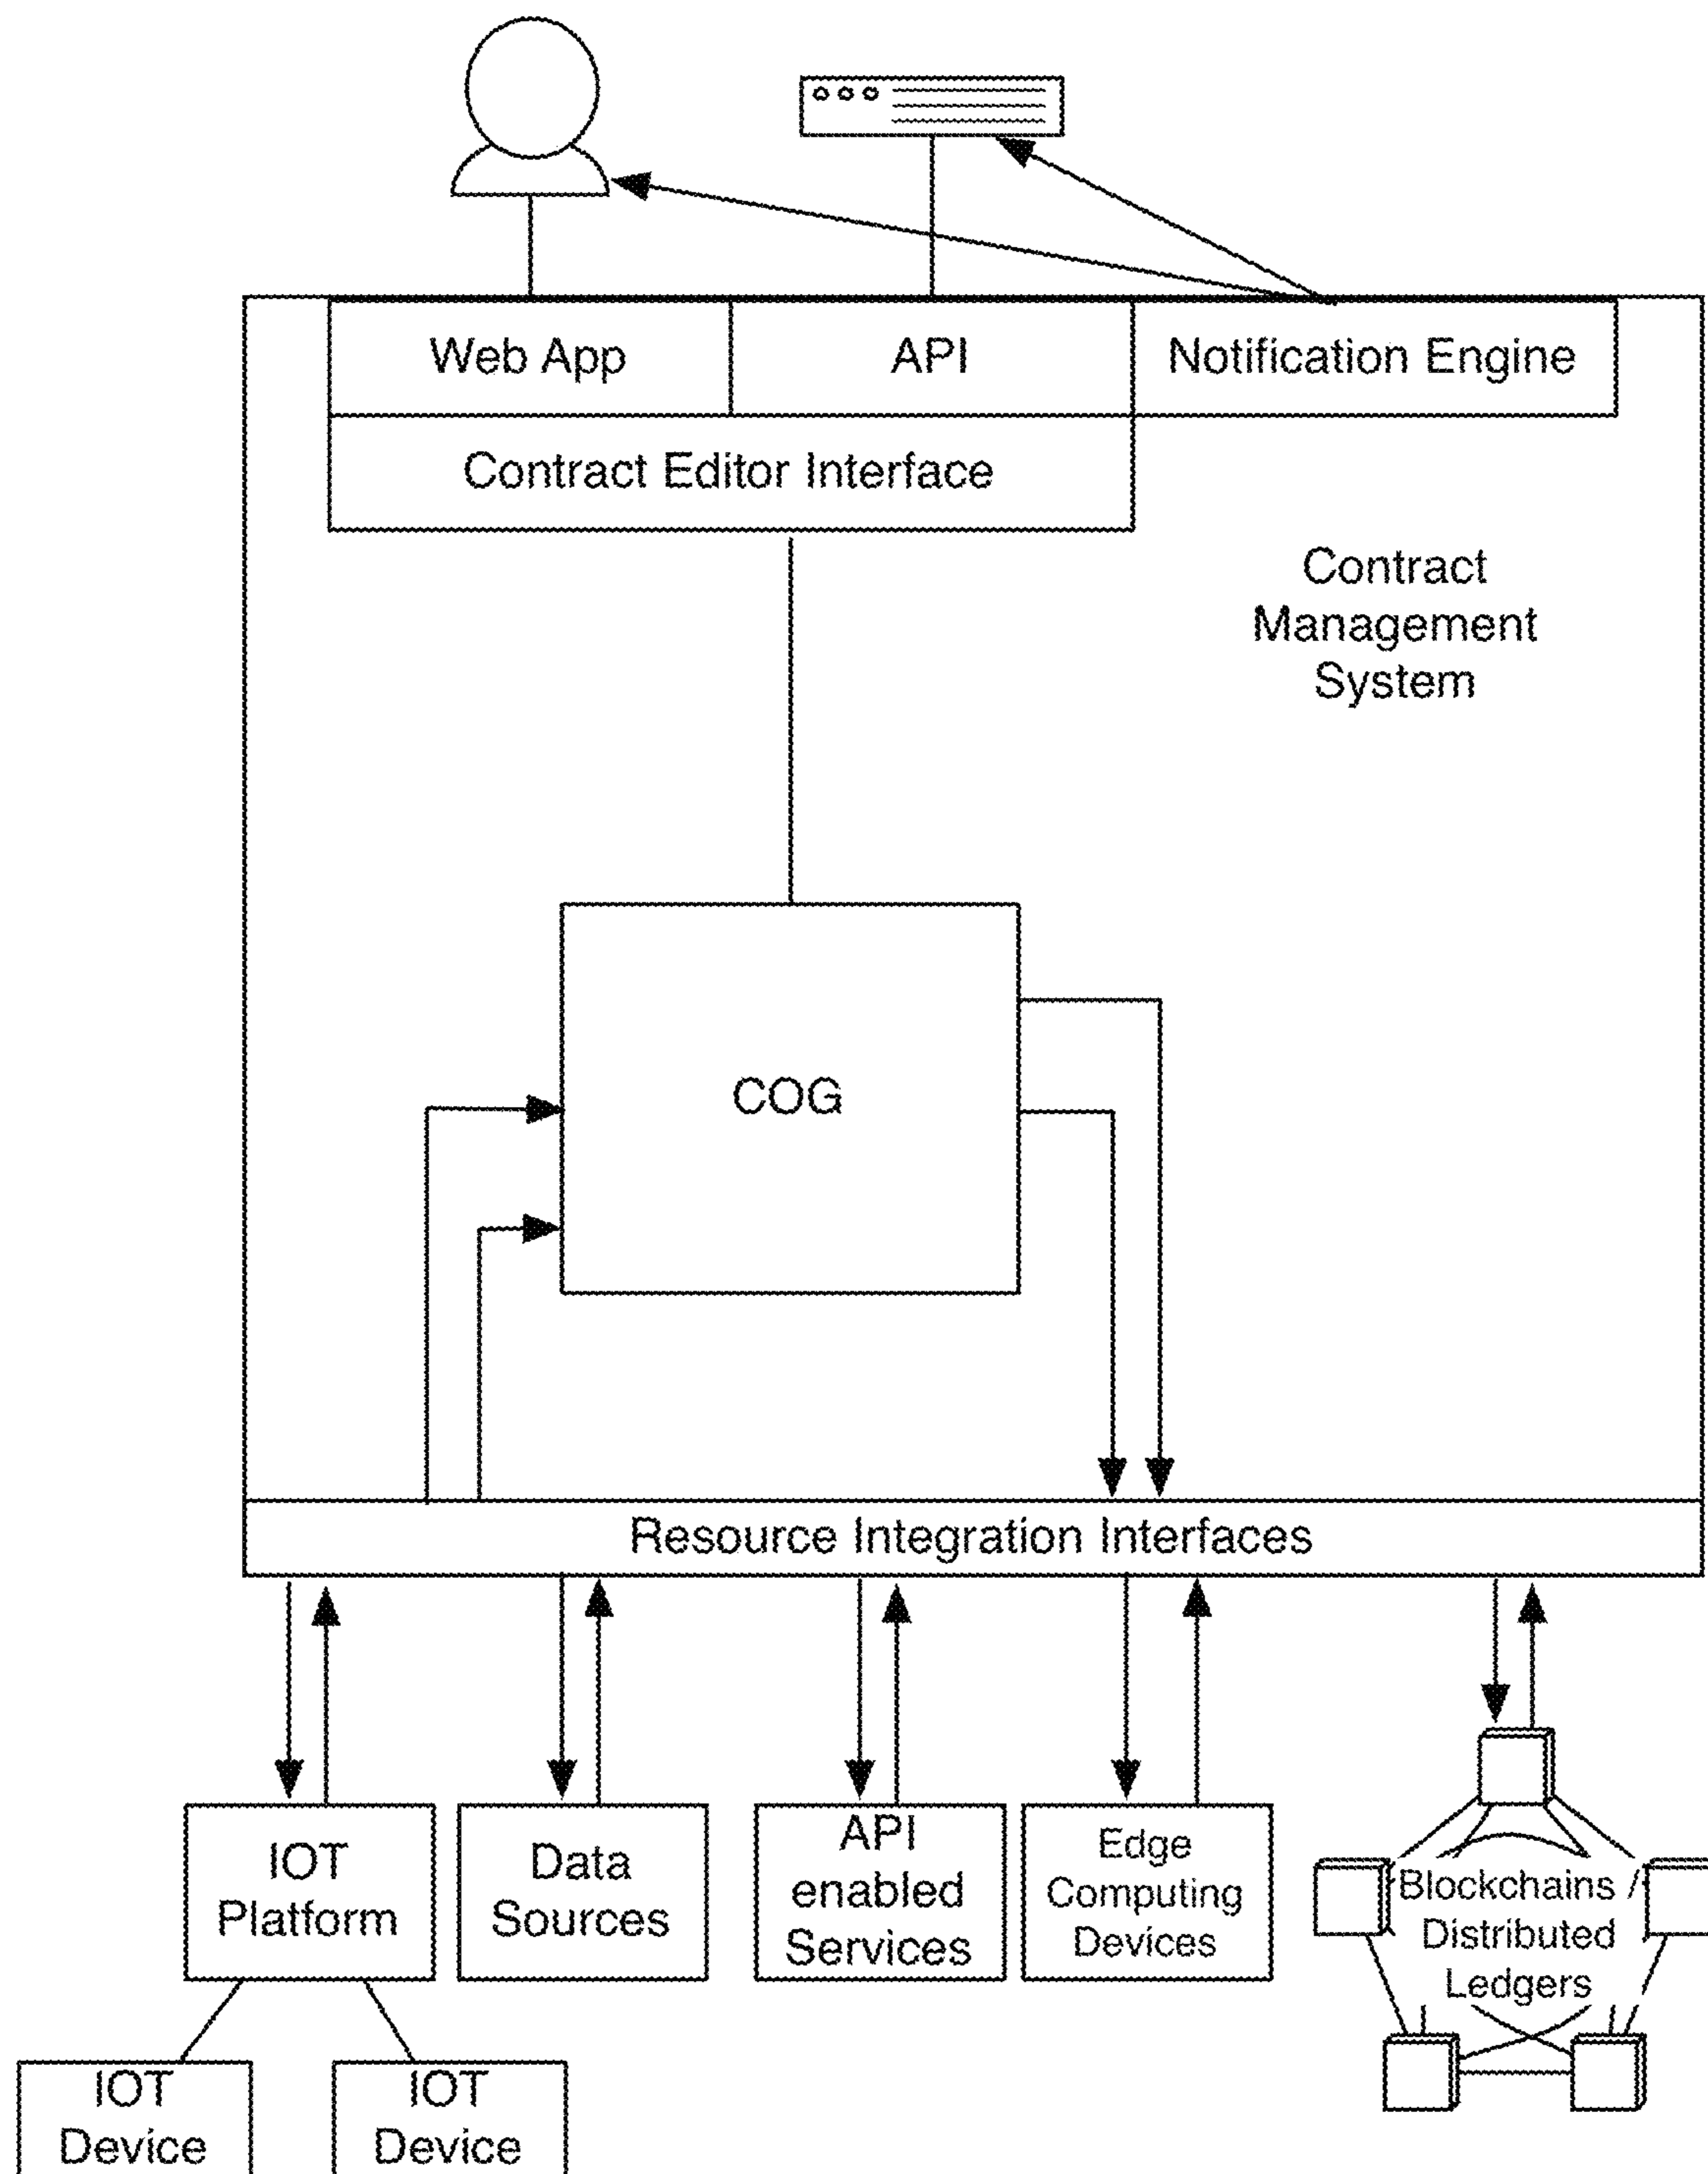 Web App
API
Notification Engine
Contract Editor Interface
Contract
Management
System
COG
Resource Integration Interfaces
IOT
Platform
Data
Sources
API
enabled
Services
Edge
Computing
Devices
Blockchains /
Distributed
Ledgers
IOT
Device
IOT
Device